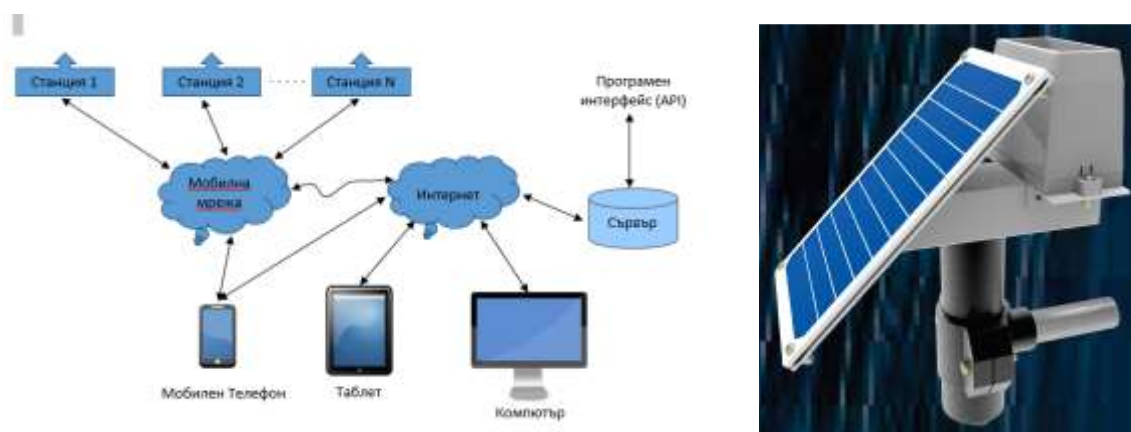 Станция 1
Станция 2
Станция N
Програмен
интерфейс (API)
Мобилна
мрежа
Интернет
Сървър
Мобилен Телефон
Таблет
Компютър